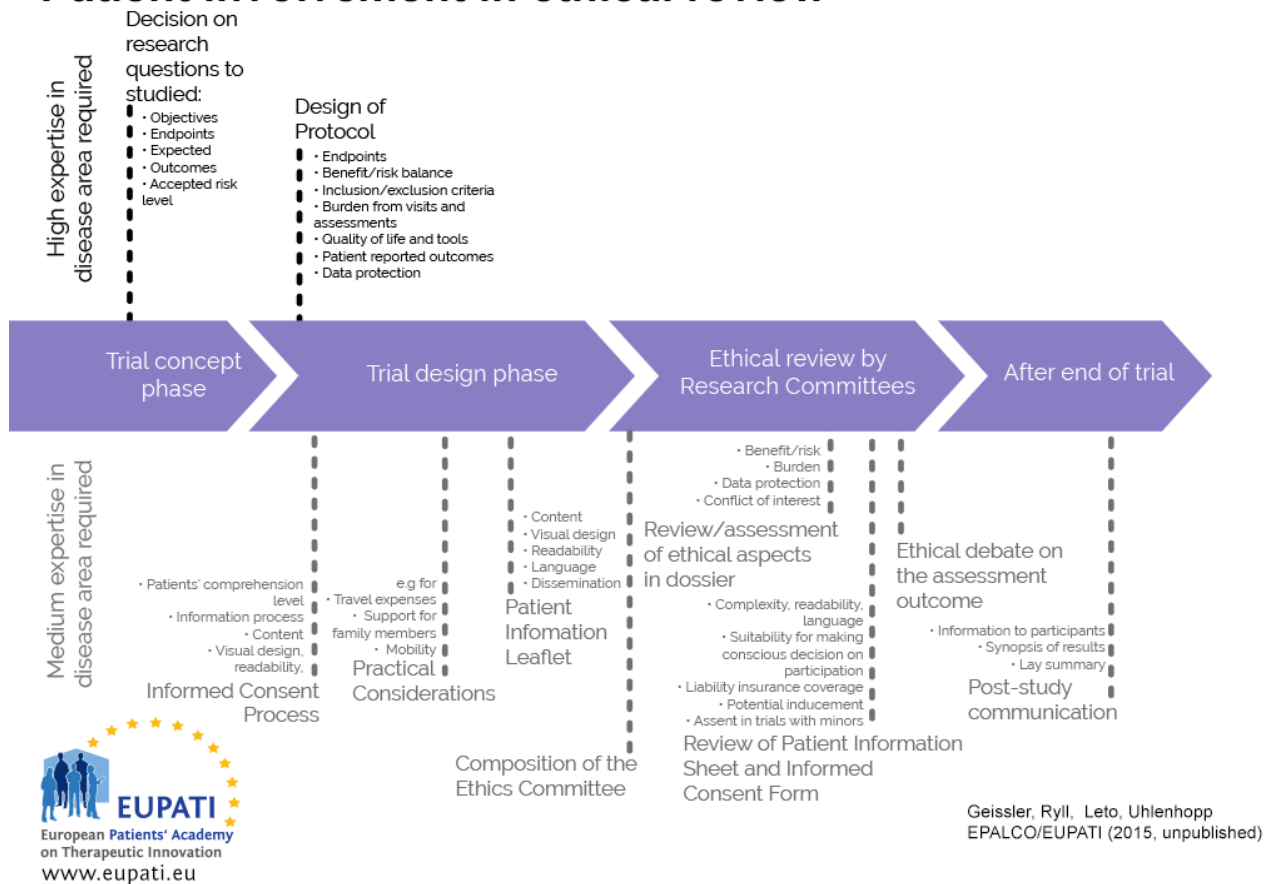 Patient involvement in ethical review
Decision on
research
questions to
studied:
• Objectives
• Endpoints
• Expected
• Outcomes
• Accepted risk
level
High expertise in
disease area required
Design of
Protocol
• Endpoints
• Benefit/risk balance
• Inclusion/exclusion criteria
• Burden from visits and
assessments
• Quality of life and tools
• Patient reported outcomes
• Data protection
Trial concept
phase
Trial design phase
Ethical review by
Research Committees
After end of trial
Medium expertise in
disease area required
• Patients' comprehension
level
• Information process
• Content
• Visual design,
readability,
Informed Consent
Process
e.g for
• Travel expenses
• Support for
family members
• Mobility
Practical
Considerations
• Content
• Visual design
• Readability
• Language
• Dissemination
Patient
Infomation
Leaflet
Composition of the
Ethics Committee
• Benefit/risk
• Burden
• Data protection
• Conflict of interest
Review/assessment
of ethical aspects
in dossier
• Complexity, readability,
language
• Suitability for making
conscious decision on
participation
• Liability insurance coverage
• Potential inducement
• Assent in trials with minors
Review of Patient Information
Sheet and Informed
Consent Form
Ethical debate on
the assessment
outcome
• Information to participants
• Synopsis of results
• Lay summary
Post-study
communication
EUPATI
European Patients' Academy
on Therapeutic Innovation
www.eupati.eu
Geissler, Ryll, Leto, Uhlenhopp
EPALCO/EUPATI (2015, unpublished)